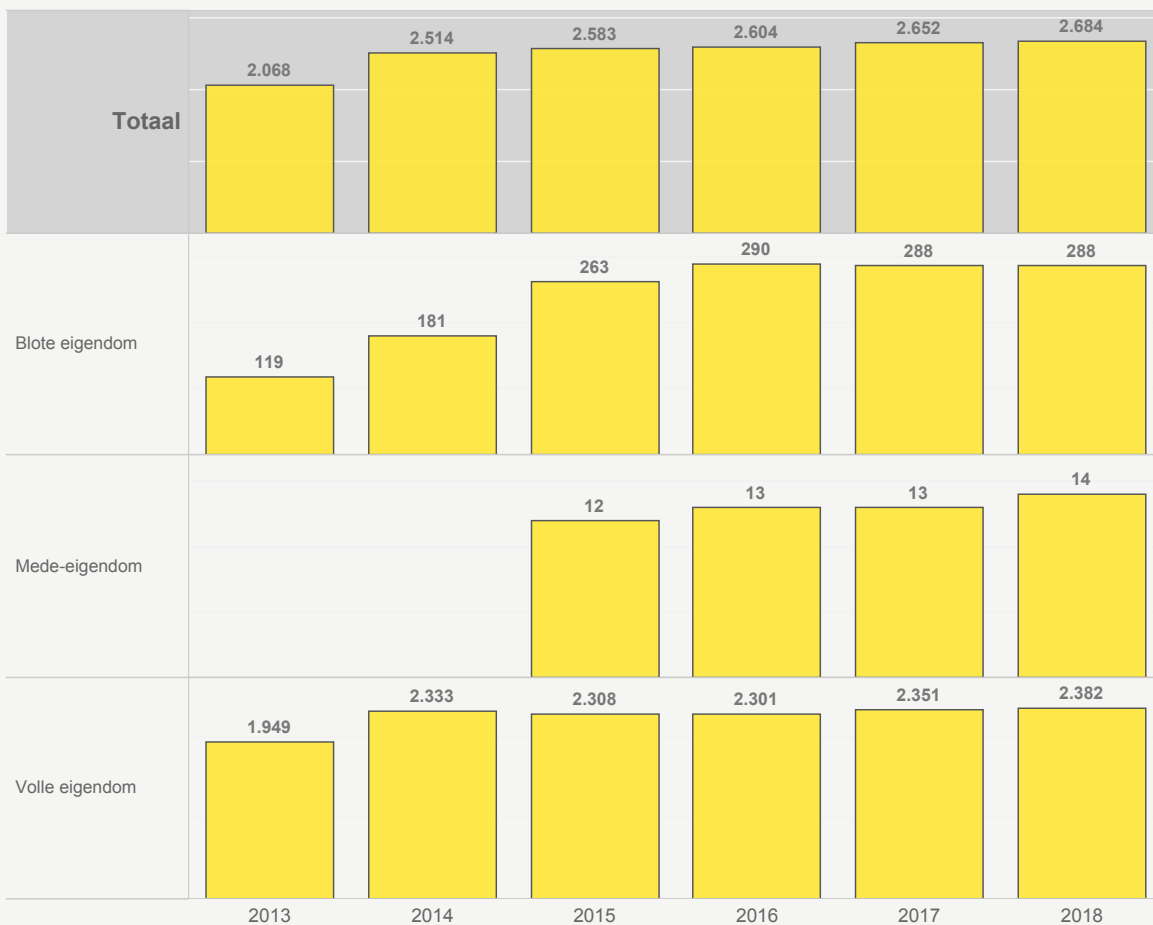 2.068 2.514 2.583 2.604 2.652 2.684
Totaal
119 181 263 290 288 288
Blote eigendom
12 13 13 14
Mede-eigendom
1.949 2.333 2.308 2.301 2.351 2.382
Volle eigendom
2013 2014 2015 2016 2017 2018